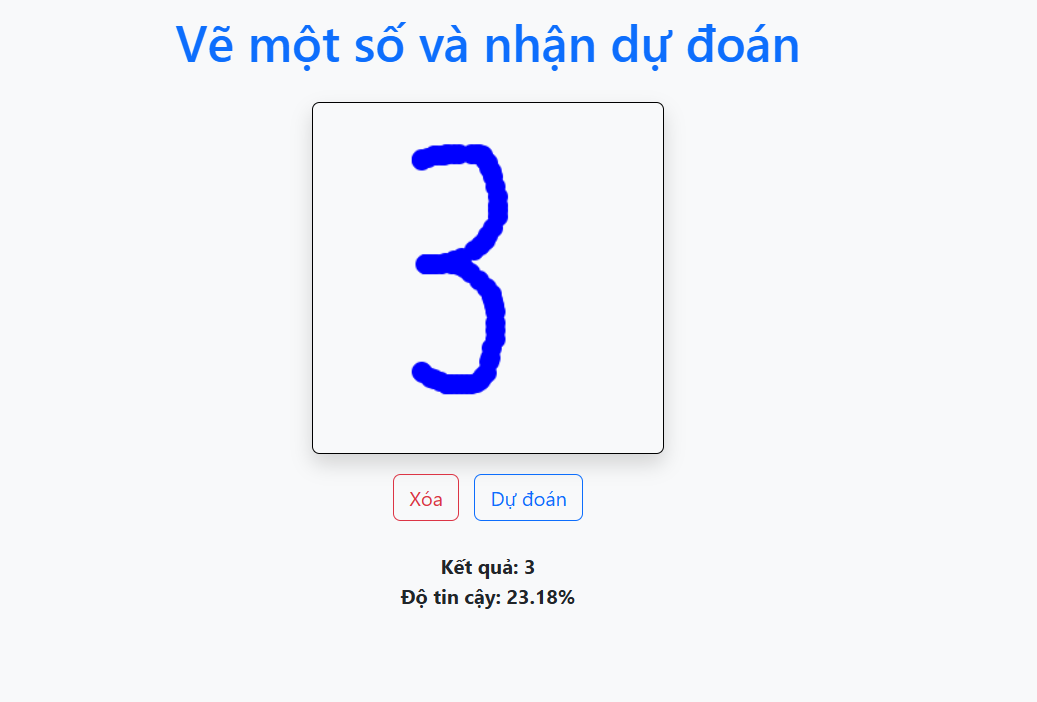 Vẽ một số và nhận dự đoán
3
Xóa
Dự đoán
Kết quả: 3
Độ tin cậy: 23.18%